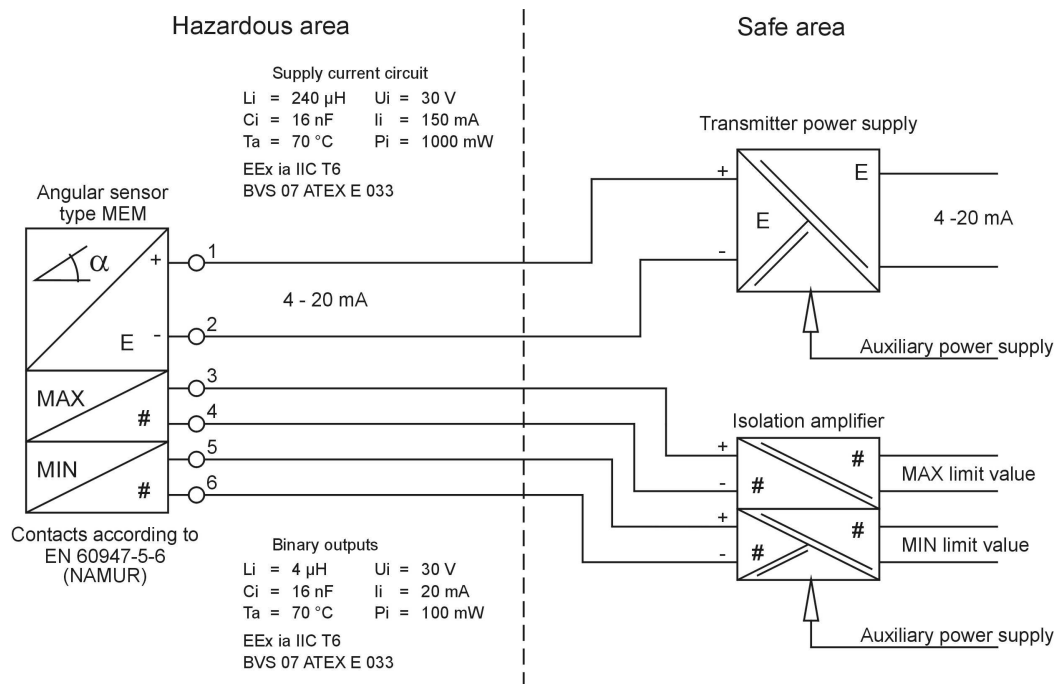 Hazardous area
Safe area
Supply current circuit
Li = 240 µH Ui = 30 V
Ci = 16 nF Ii = 150 mA
Ta = 70 °C Pi = 1000 mW
EEx ia IIC T6
BVS 07 ATEX E 033
Transmitter power supply
+
E
E
-
4 -20 mA
Auxiliary power supply
Angular sensor
type MEM
α
+
1
4 - 20 mA
E
-
2
MAX
#
3
4
MIN
#
5
6
Contacts according to
EN 60947-5-6
(NAMUR)
Isolation amplifier
+
#
-
#
MAX limit value
+
#
-
#
MIN limit value
Auxiliary power supply
Binary outputs
Li = 4 µH Ui = 30 V
Ci = 16 nF Ii = 20 mA
Ta = 70 °C Pi = 100 mW
EEx ia IIC T6
BVS 07 ATEX E 033